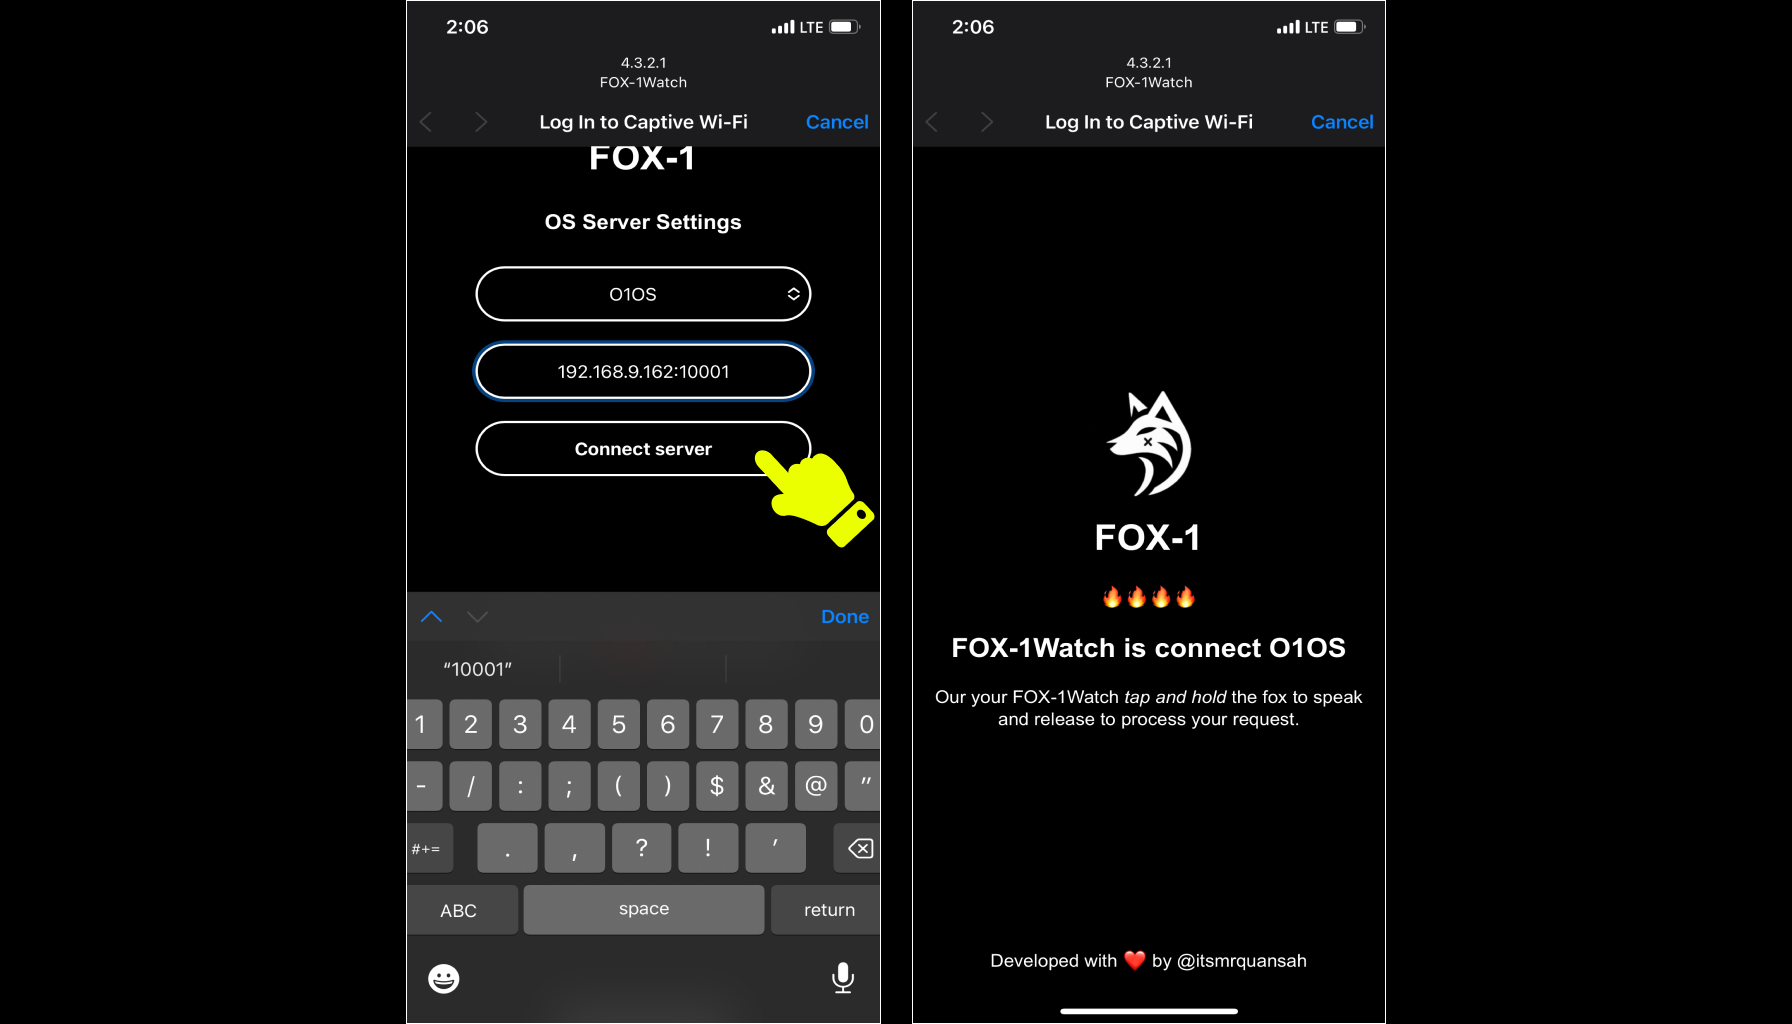 2:06
LTE
4.3.2.1
FOX-1Watch
Log In to Captive Wi-Fi
Cancel
FOX-1
OS Server Settings
O1OS
192.168.9.162:10001
Connect server
Done
“10001”
1 2 3 4 5 6 7 8 9 0
- / : ; ( ) $ & @ ”
#+= . , ? ! ’
ABC space return
2:06
LTE
4.3.2.1
FOX-1Watch
Log In to Captive Wi-Fi
Cancel
FOX-1
🔥🔥🔥🔥
FOX-1Watch is connect O1OS
Our your FOX-1Watch tap and hold the fox to speak
and release to process your request.
Developed with ❤️ by @itsmrquansah